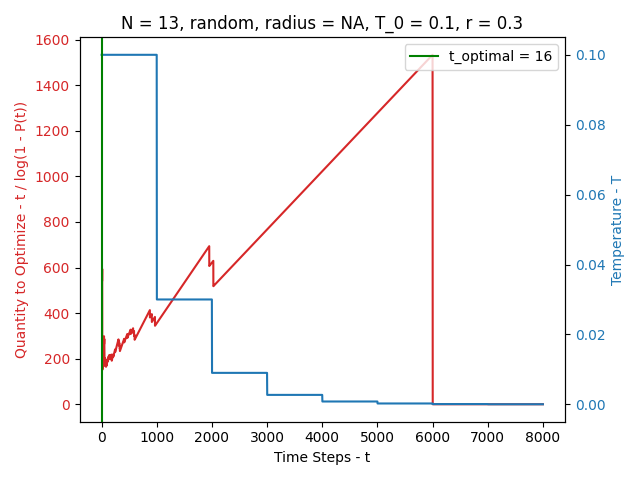 N = 13, random, radius = NA, T_0 = 0.1, r = 0.3
t_optimal = 16
Quantity to Optimize - t / log(1 - P(t))
1600
1400
1200
1000
800
600
400
200
0
0.10
0.08
0.06
0.04
0.02
0.00
Temperature - T
0 1000 2000 3000 4000 5000 6000 7000 8000
Time Steps - t